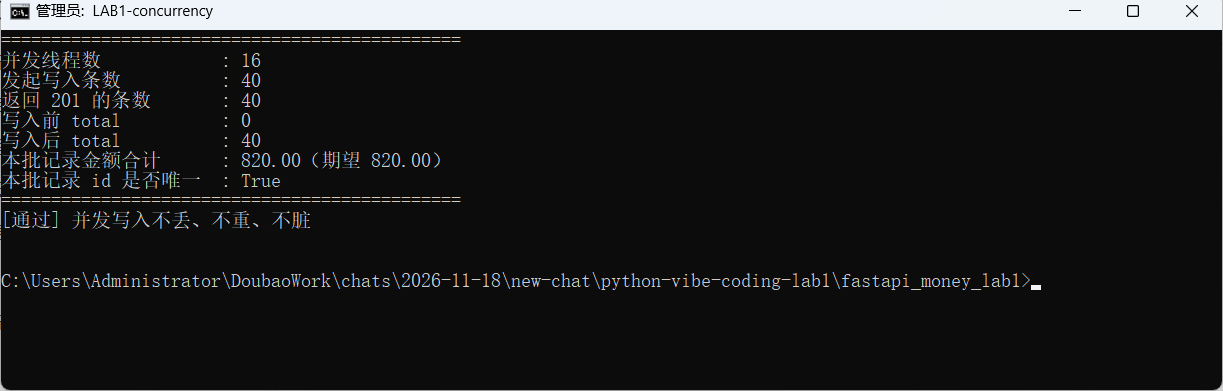 管理员: LAB1-concurrency
==============================================
并发线程数 : 16
发起写入条数 : 40
返回 201 的条数 : 40
写入前 total : 0
写入后 total : 40
本批记录金额合计 : 820.00（期望 820.00）
本批记录 id 是否唯一 : True
==============================================
[通过] 并发写入不丢、不重、不脏
C:\Users\Administrator\DoubaoWork\chats\2026-11-18\new-chat\python-vibe-coding-lab1\fastapi_money_lab1>